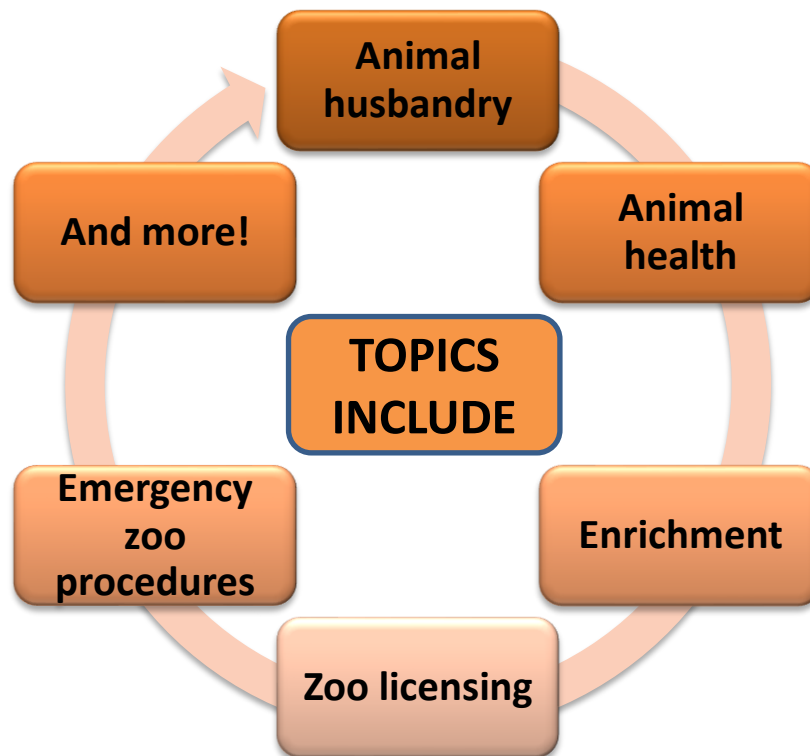 Animal
husbandry
Animal
health
Enrichment
Zoo licensing
Emergency
zoo
procedures
And more!
TOPICS
INCLUDE